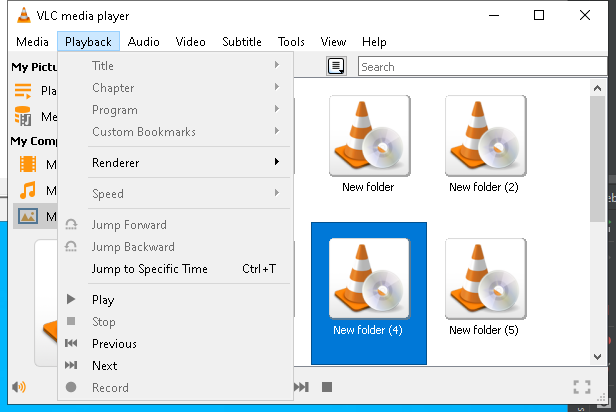 VLC media player
Media Playback Audio Video Subtitle Tools View Help
My Pictu
Pla
Me
My Comp
M
M
M
Title
Chapter
Program
Custom Bookmarks
Renderer
Speed
Jump Forward
Jump Backward
Jump to Specific Time Ctrl+T
Play
Stop
Previous
Next
Record
Search
New folder
New folder (2)
New folder (4)
New folder (5)